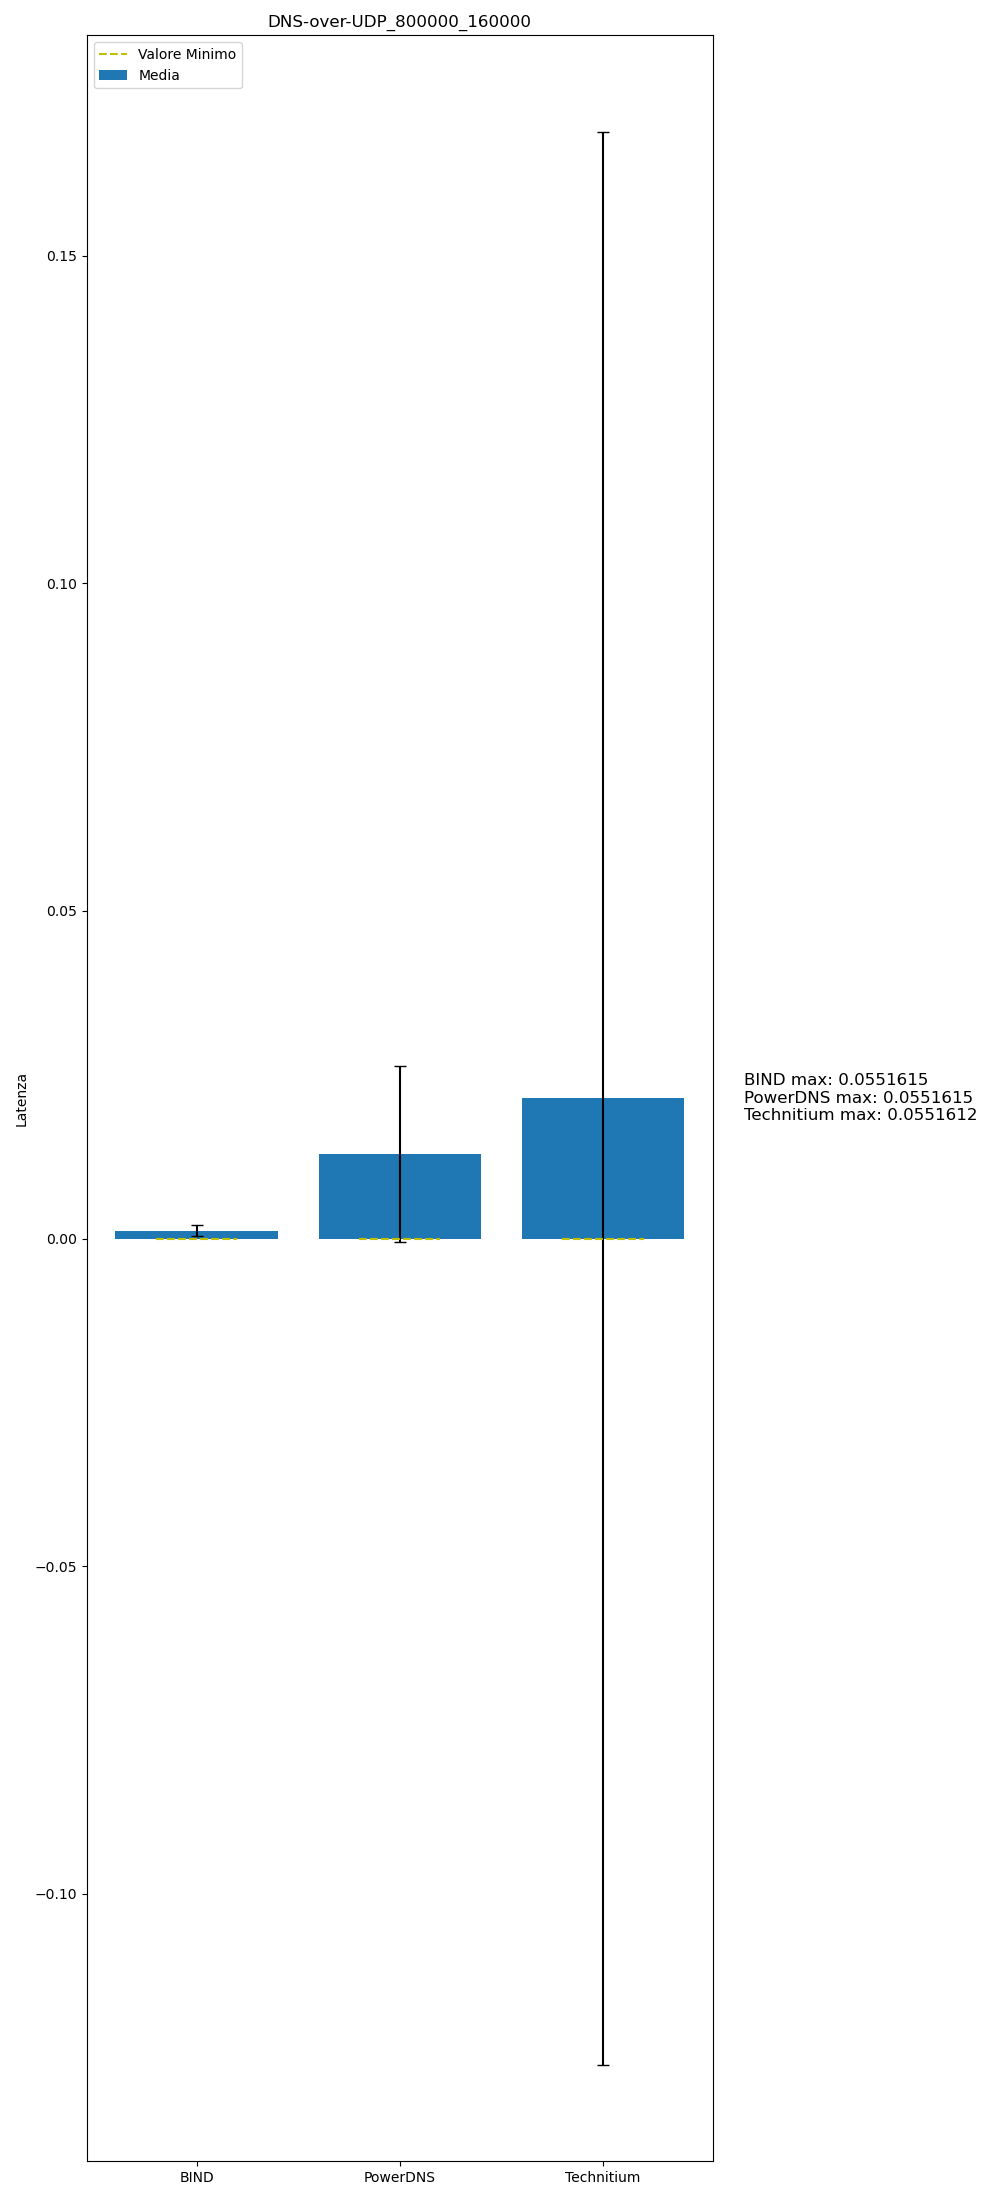 DNS-over-UDP_800000_160000
Valore Minimo
Media
0.15
0.10
0.05
0.00
−0.05
−0.10
Latenza
BIND max: 0.0551615
PowerDNS max: 0.0551615
Technitium max: 0.0551612
BIND
PowerDNS
Technitium